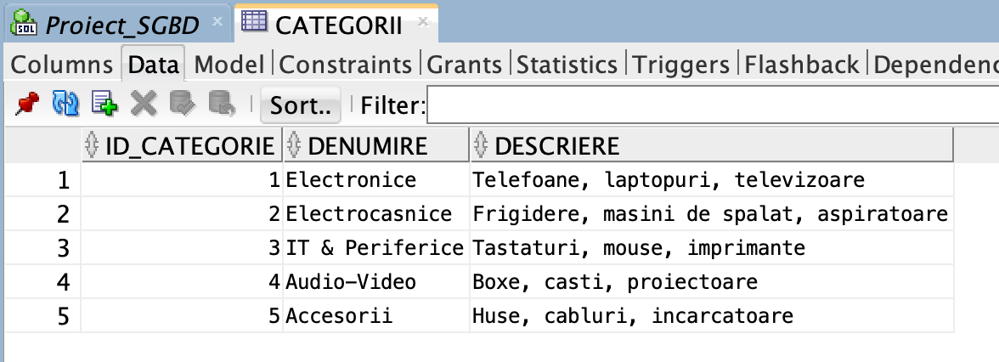 Proiect_SGBD CATEGORII
Columns Data Model Constraints Grants Statistics Triggers Flashback Dependenc
Sort.. Filter:
ID_CATEGORIE DENUMIRE DESCRIERE
1 1 Electronice Telefoane, laptopuri, televizoare
2 2 Electrocasnice Frigidere, masini de spalat, aspiratoare
3 3 IT & Periferice Tastaturi, mouse, imprimante
4 4 Audio-Video Boxe, casti, proiectoare
5 5 Accesorii Huse, cabluri, incarcatoare